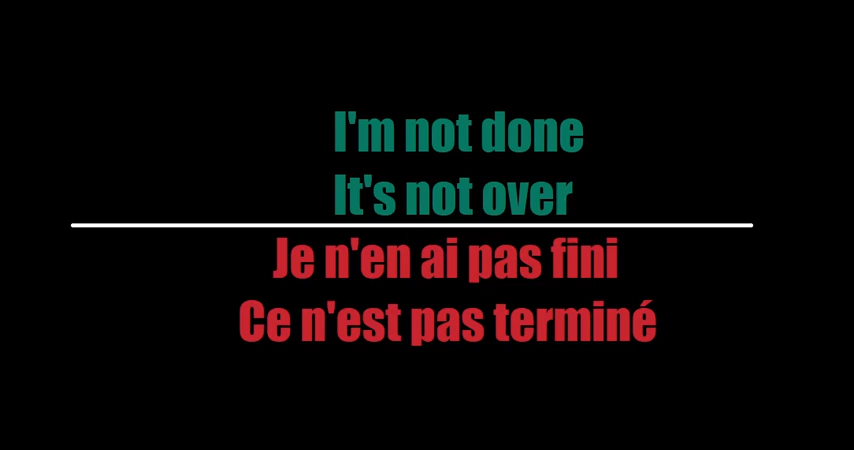 I'm not done
It's not over
Je n'en ai pas fini
Ce n'est pas terminé